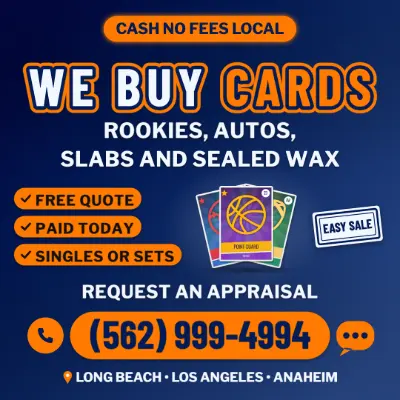 CASH NO FEES LOCAL
WE BUY CARDS
ROOKIES, AUTOS,
SLABS AND SEALED WAX
FREE QUOTE
PAID TODAY
SINGLES OR SETS
POINT GUARD
EASY SALE
REQUEST AN APPRAISAL
(562) 999-4994
LONG BEACH • LOS ANGELES • ANAHEIM